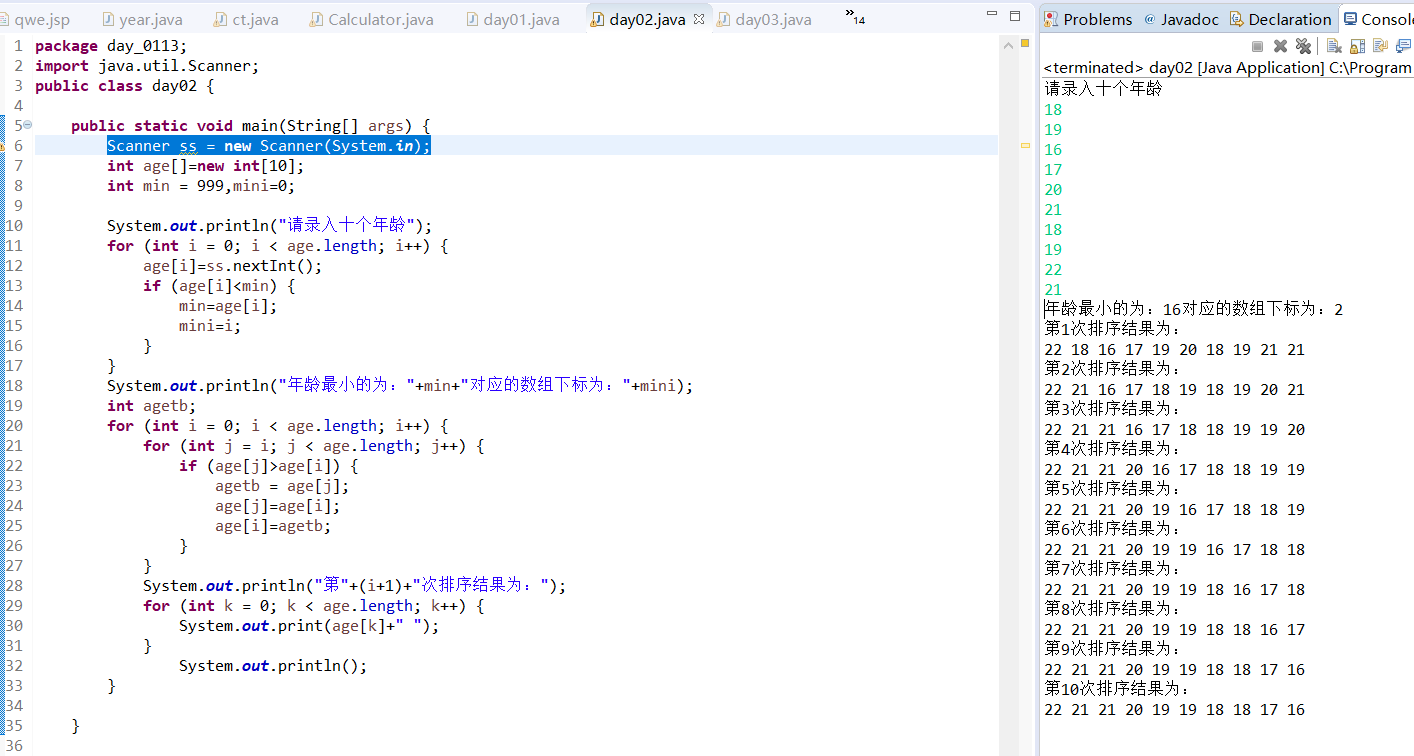 qwe.jsp year.java ct.java Calculator.java day01.java day02.java day03.java »14
1 package day_0113;
2 import java.util.Scanner;
3 public class day02 {
4
5 public static void main(String[] args) {
6 Scanner ss = new Scanner(System.in);
7 int age[]=new int[10];
8 int min = 999,mini=0;
9
10 System.out.println("请录入十个年龄");
11 for (int i = 0; i < age.length; i++) {
12 age[i]=ss.nextInt();
13 if (age[i]<min) {
14 min=age[i];
15 mini=i;
16 }
17 }
18 System.out.println("年龄最小的为："+min+"对应的数组下标为："+mini);
19 int agetb;
20 for (int i = 0; i < age.length; i++) {
21 for (int j = i; j < age.length; j++) {
22 if (age[j]>age[i]) {
23 agetb = age[j];
24 age[j]=age[i];
25 age[i]=agetb;
26 }
27 }
28 System.out.println("第"+(i+1)+"次排序结果为：");
29 for (int k = 0; k < age.length; k++) {
30 System.out.print(age[k]+" ");
31 }
32 System.out.println();
33 }
34
35 }
36
Problems @ Javadoc Declaration Console
<terminated> day02 [Java Application] C:\Program
请录入十个年龄
18
19
16
17
20
21
18
19
22
21
年龄最小的为：16对应的数组下标为：2
第1次排序结果为：
22 18 16 17 19 20 18 19 21 21
第2次排序结果为：
22 21 16 17 18 19 18 19 20 21
第3次排序结果为：
22 21 21 16 17 18 18 19 19 20
第4次排序结果为：
22 21 21 20 16 17 18 18 19 19
第5次排序结果为：
22 21 21 20 19 16 17 18 18 19
第6次排序结果为：
22 21 21 20 19 19 16 17 18 18
第7次排序结果为：
22 21 21 20 19 19 18 16 17 18
第8次排序结果为：
22 21 21 20 19 19 18 18 16 17
第9次排序结果为：
22 21 21 20 19 19 18 18 17 16
第10次排序结果为：
22 21 21 20 19 19 18 18 17 16